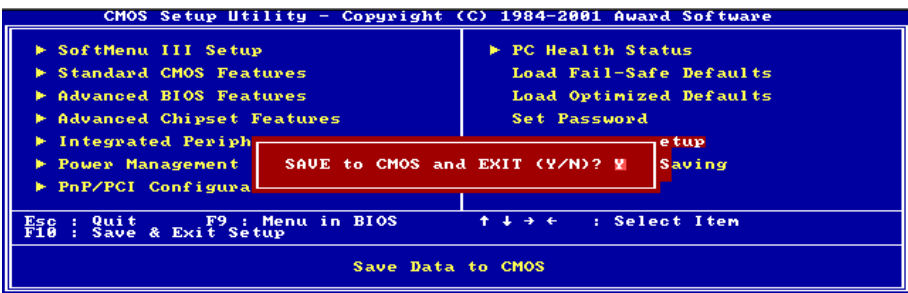 CMOS Setup Utility - Copyright (C) 1984-2001 Award Software
▶ SoftMenu III Setup
▶ Standard CMOS Features
▶ Advanced BIOS Features
▶ Advanced Chipset Features
▶ Integrated Periph
▶ Power Management
▶ PnP/PCI Configura
▶ PC Health Status
Load Fail-Safe Defaults
Load Optimized Defaults
Set Password
etup
Saving
SAVE to CMOS and EXIT (Y/N)? Y
Esc : Quit F9 : Menu in BIOS ↑ ↓ → ← : Select Item
F10 : Save & Exit Setup
Save Data to CMOS